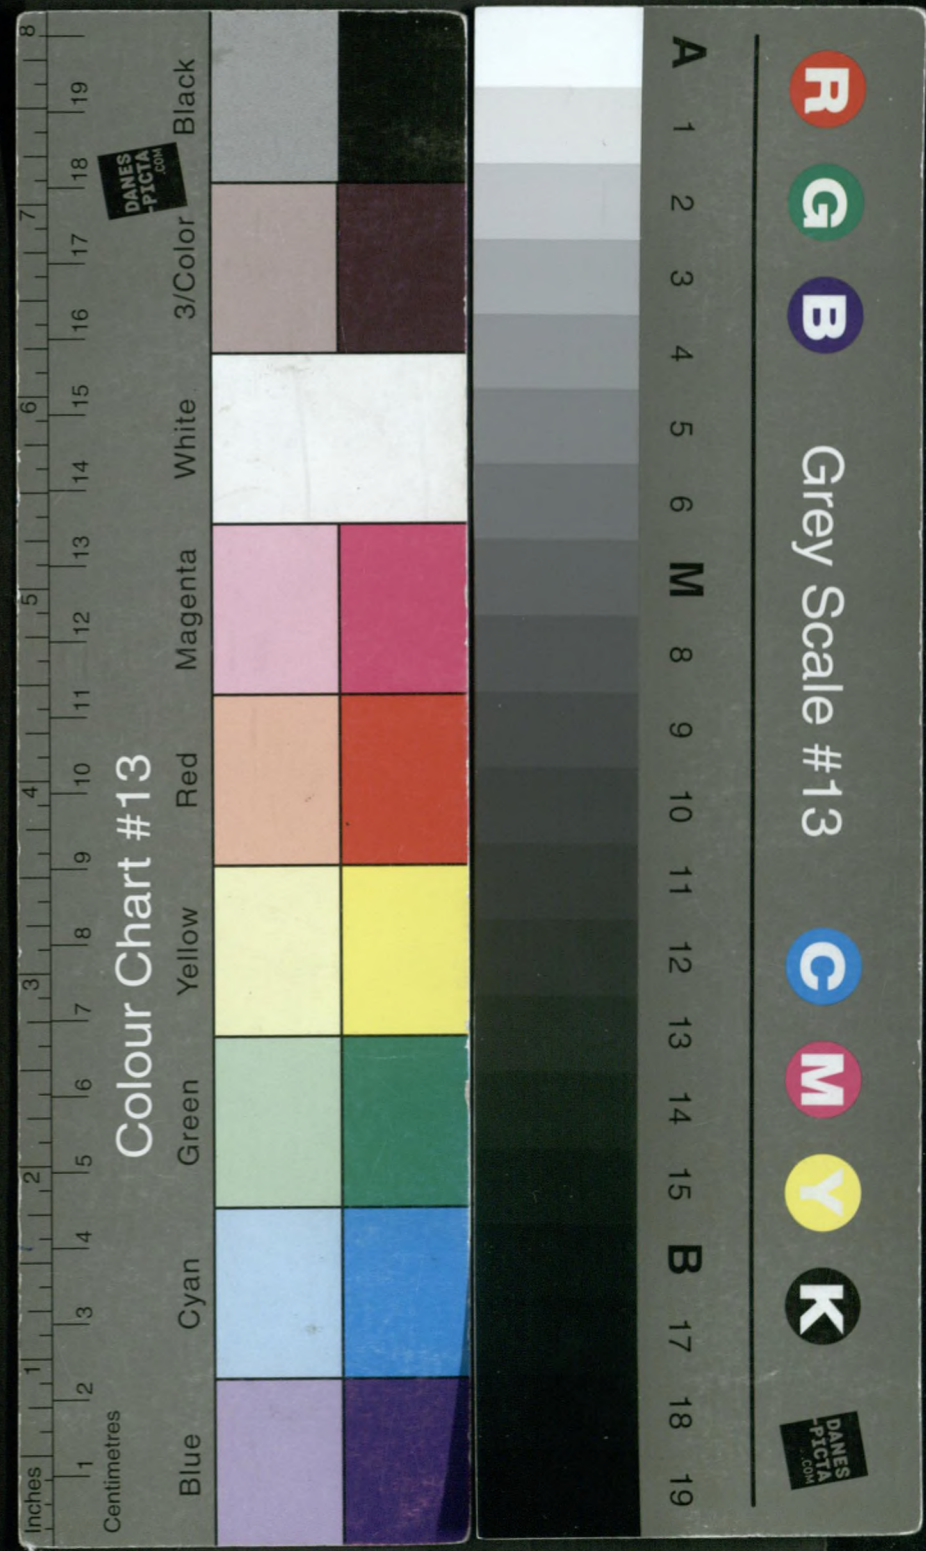 Colour Chart #13
DANES
-PICTA
.COM
Blue Cyan Green Yellow Red Magenta White 3/Color Black
Centimetres
1 2 3 4 5 6 7 8 9 10 11 12 13 14 15 16 17 18 19
Inches
1 2 3 4 5 6 7 8
R G B Grey Scale #13 C M Y K
DANES
-PICTA
.COM
A 1 2 3 4 5 6 M 8 9 10 11 12 13 14 15 B 17 18 19